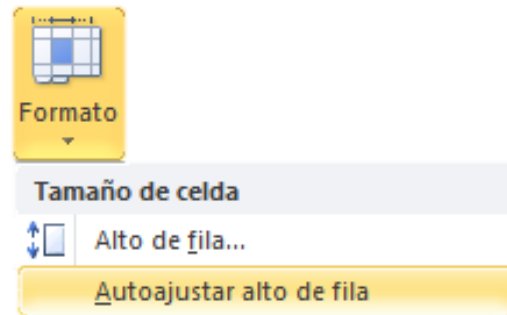 Formato
Tamaño de celda
Alto de fila...
Autoajustar alto de fila